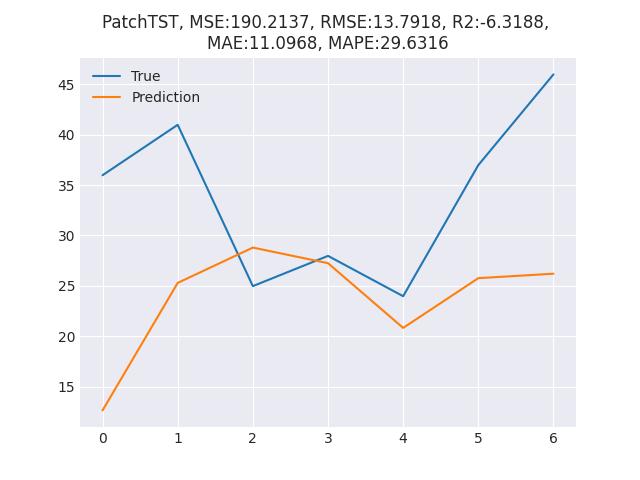 PatchTST, MSE:190.2137, RMSE:13.7918, R2:-6.3188,
MAE:11.0968, MAPE:29.6316
True
Prediction
45
40
35
30
25
20
15
0 1 2 3 4 5 6